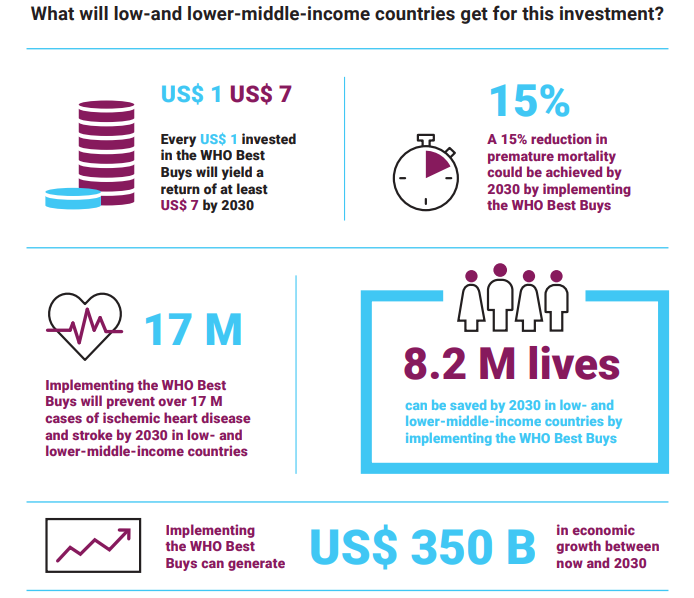 What will low-and lower-middle-income countries get for this investment?
US$ 1 US$ 7
Every US$ 1 invested
in the WHO Best
Buys will yield a
return of at least
US$ 7 by 2030
15%
A 15% reduction in
premature mortality
could be achieved by
2030 by implementing
the WHO Best Buys
17 M
Implementing the WHO Best
Buys will prevent over 17 M
cases of ischemic heart disease
and stroke by 2030 in low- and
lower-middle-income countries
8.2 M lives
can be saved by 2030 in low- and
lower-middle-income countries by
implementing the WHO Best Buys
Implementing
the WHO Best
Buys can generate
US$ 350 B
in economic
growth between
now and 2030